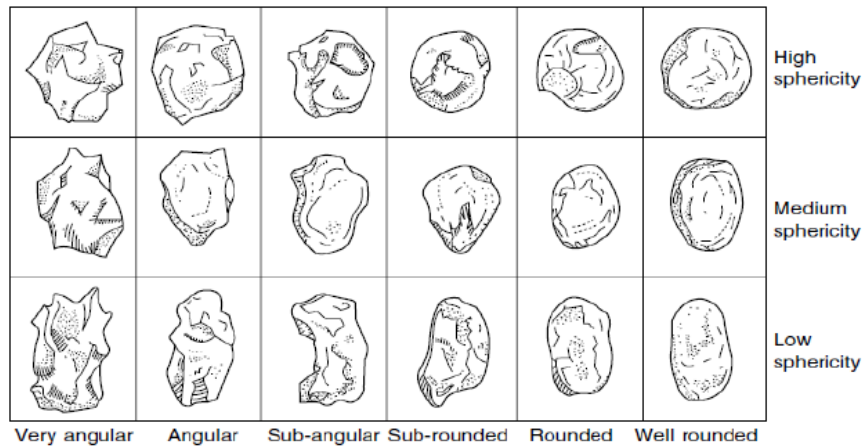 High
sphericity
Medium
sphericity
Low
sphericity
Very angular
Angular
Sub-angular
Sub-rounded
Rounded
Well rounded